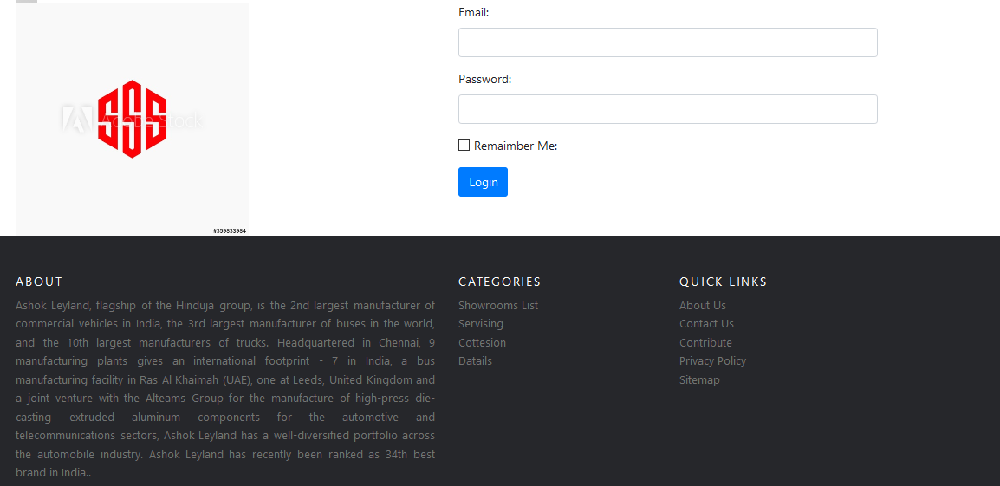 Email:
Password:
Remaimber Me:
Login
SSS
Adobe Stock
#359833984
ABOUT
Ashok Leyland, flagship of the Hinduja group, is the 2nd largest manufacturer of
commercial vehicles in India, the 3rd largest manufacturer of buses in the world,
and the 10th largest manufacturers of trucks. Headquartered in Chennai, 9
manufacturing plants gives an international footprint - 7 in India, a bus
manufacturing facility in Ras Al Khaimah (UAE), one at Leeds, United Kingdom and
a joint venture with the Alteams Group for the manufacture of high-press die-
casting extruded aluminum components for the automotive and
telecommunications sectors, Ashok Leyland has a well-diversified portfolio across
the automobile industry. Ashok Leyland has recently been ranked as 34th best
brand in India..
CATEGORIES
Showrooms List
Servising
Cottesion
Datails
QUICK LINKS
About Us
Contact Us
Contribute
Privacy Policy
Sitemap